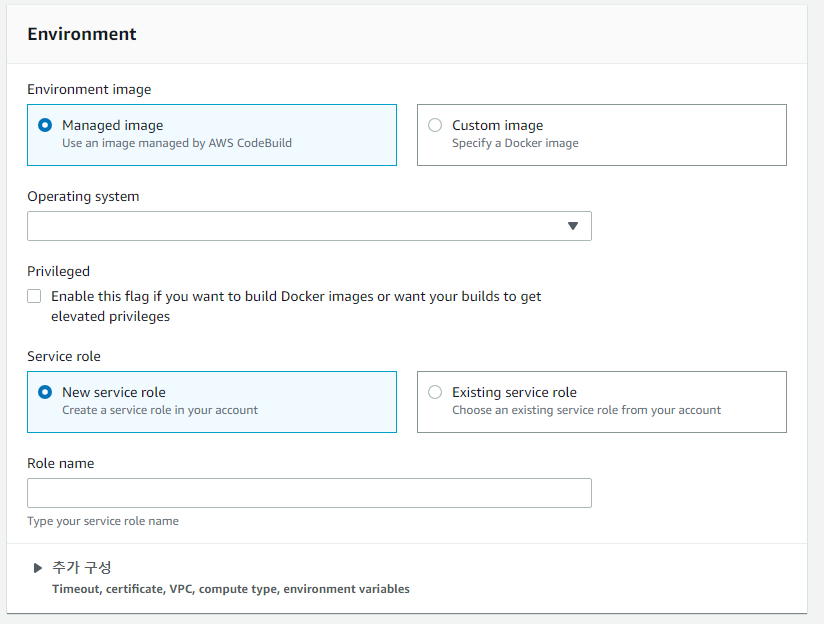 Environment
Environment image
Managed image
Use an image managed by AWS CodeBuild
Custom image
Specify a Docker image
Operating system
Privileged
Enable this flag if you want to build Docker images or want your builds to get
elevated privileges
Service role
New service role
Create a service role in your account
Existing service role
Choose an existing service role from your account
Role name
Type your service role name
추가 구성
Timeout, certificate, VPC, compute type, environment variables